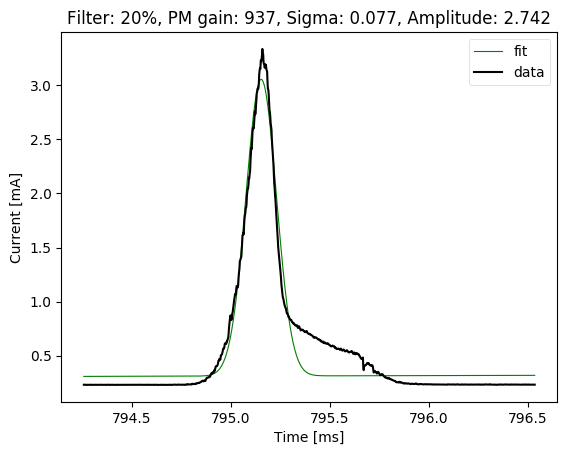 Filter: 20%, PM gain: 937, Sigma: 0.077, Amplitude: 2.742
fit
data
3.0
2.5
2.0
1.5
1.0
0.5
Current [mA]
794.5 795.0 795.5 796.0 796.5
Time [ms]